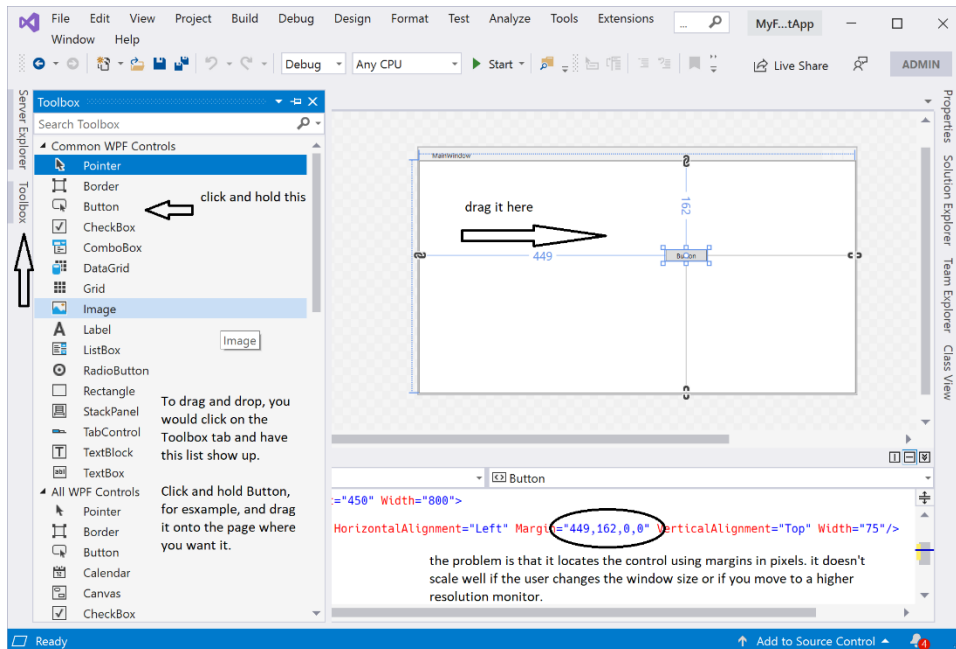 File Edit View Project Build Debug Design Format Test Analyze Tools Extensions ... MyF...tApp
Window Help
Debug Any CPU Start Live Share ADMIN
Server Explorer
Toolbox
Toolbox
Search Toolbox
Common WPF Controls
Pointer
Border
Button
CheckBox
ComboBox
DataGrid
Grid
Image
Label
ListBox
RadioButton
Rectangle
StackPanel
TabControl
TextBlock
TextBox
All WPF Controls
Pointer
Border
Button
Calendar
Canvas
CheckBox
click and hold this
Image
To drag and drop, you
would click on the
Toolbox tab and have
this list show up.
Click and hold Button,
for esxample, and drag
it onto the page where
you want it.
MainWindow
162
drag it here
449
Button
Button
="450" Width="800">
HorizontalAlignment="Left" Margin="449,162,0,0" VerticalAlignment="Top" Width="75"/>
the problem is that it locates the control using margins in pixels. it doesn't
scale well if the user changes the window size or if you move to a higher
resolution monitor.
Properties
Solution Explorer
Team Explorer
Class View
Ready Add to Source Control 4